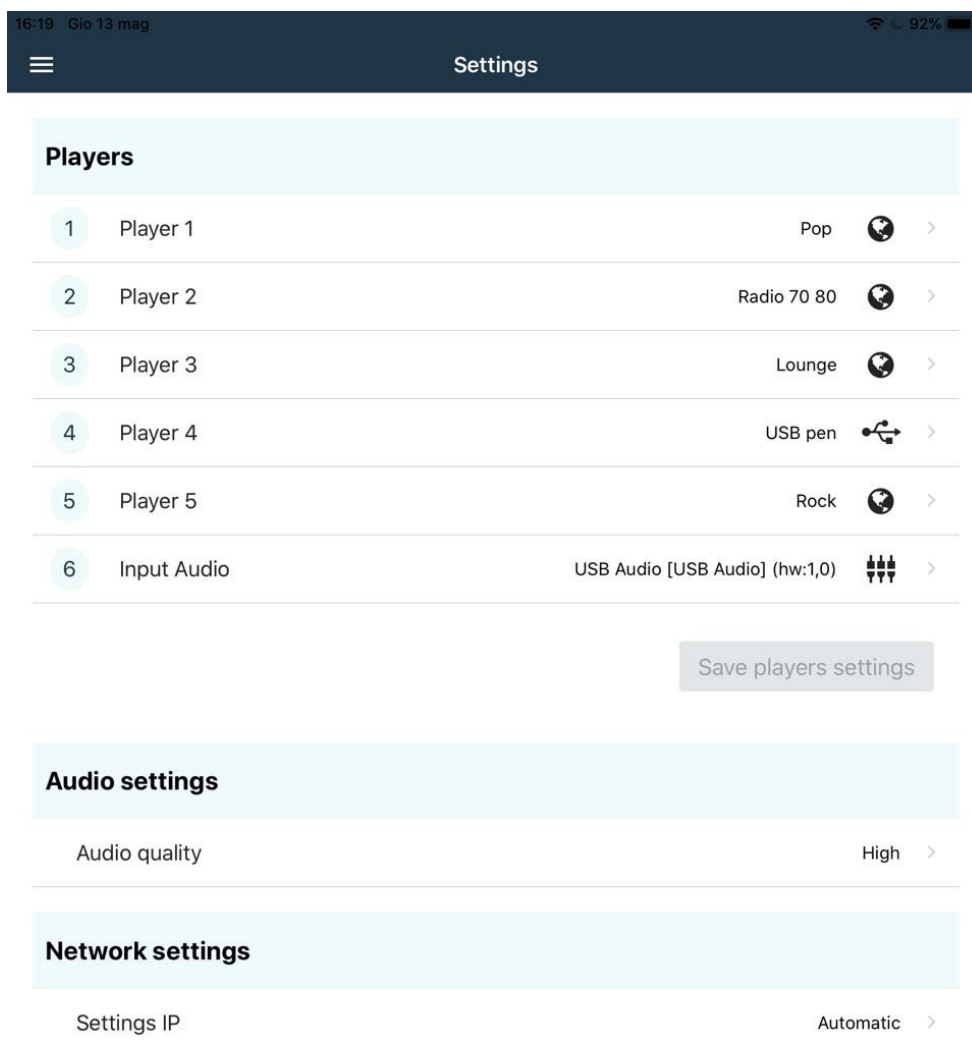 16:19 Gio 13 mag 92%
Settings
Players
1 Player 1 Pop
2 Player 2 Radio 70 80
3 Player 3 Lounge
4 Player 4 USB pen
5 Player 5 Rock
6 Input Audio USB Audio [USB Audio] (hw:1,0)
Save players settings
Audio settings
Audio quality High
Network settings
Settings IP Automatic